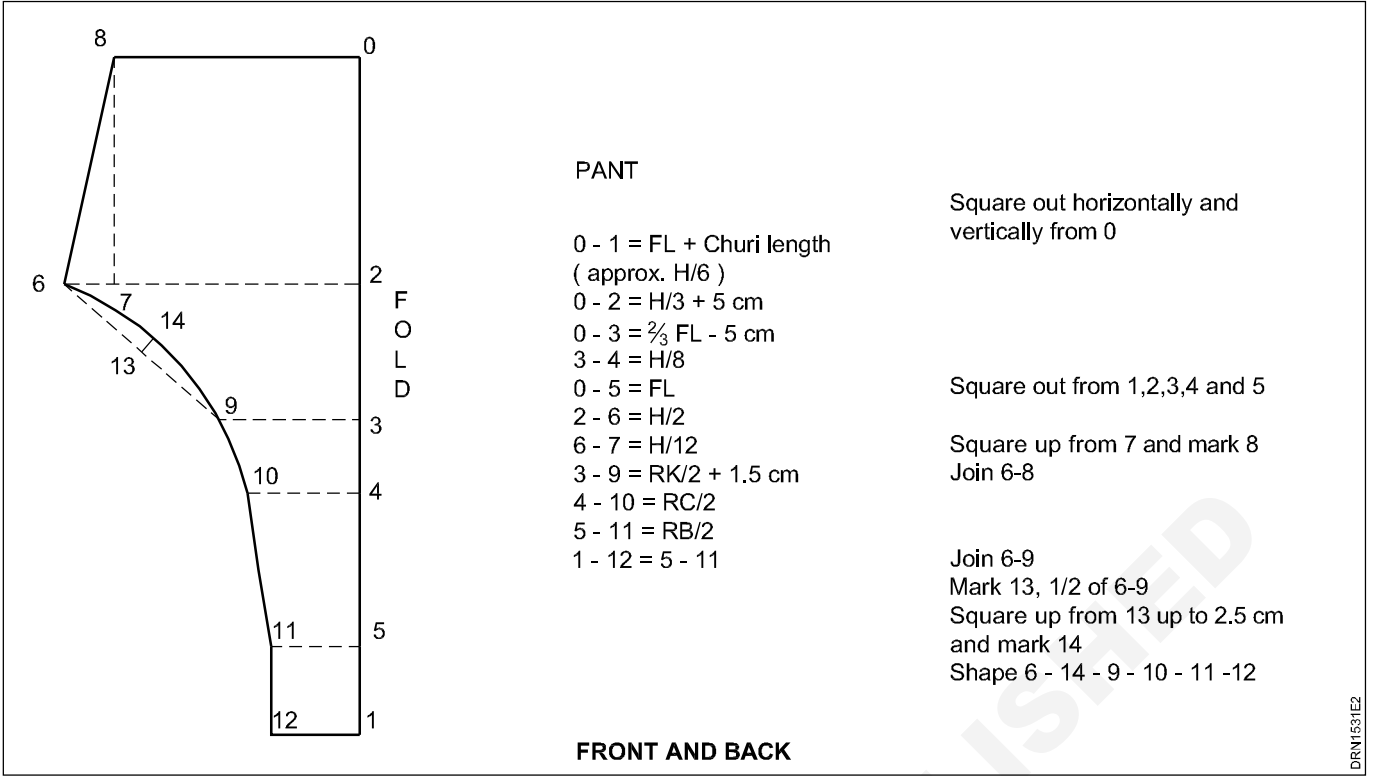 8
0
6
2
7
14
13
F
O
L
D
9
3
10
4
11
5
12
1
PANT
0 - 1 = FL + Churi length
( approx. H/6 )
0 - 2 = H/3 + 5 cm
0 - 3 = ⅔ FL - 5 cm
3 - 4 = H/8
0 - 5 = FL
2 - 6 = H/2
6 - 7 = H/12
3 - 9 = RK/2 + 1.5 cm
4 - 10 = RC/2
5 - 11 = RB/2
1 - 12 = 5 - 11
Square out horizontally and
vertically from 0
Square out from 1,2,3,4 and 5
Square up from 7 and mark 8
Join 6-8
Join 6-9
Mark 13, 1/2 of 6-9
Square up from 13 up to 2.5 cm
and mark 14
Shape 6 - 14 - 9 - 10 - 11 -12
FRONT AND BACK
DRN1531E2
LISHED